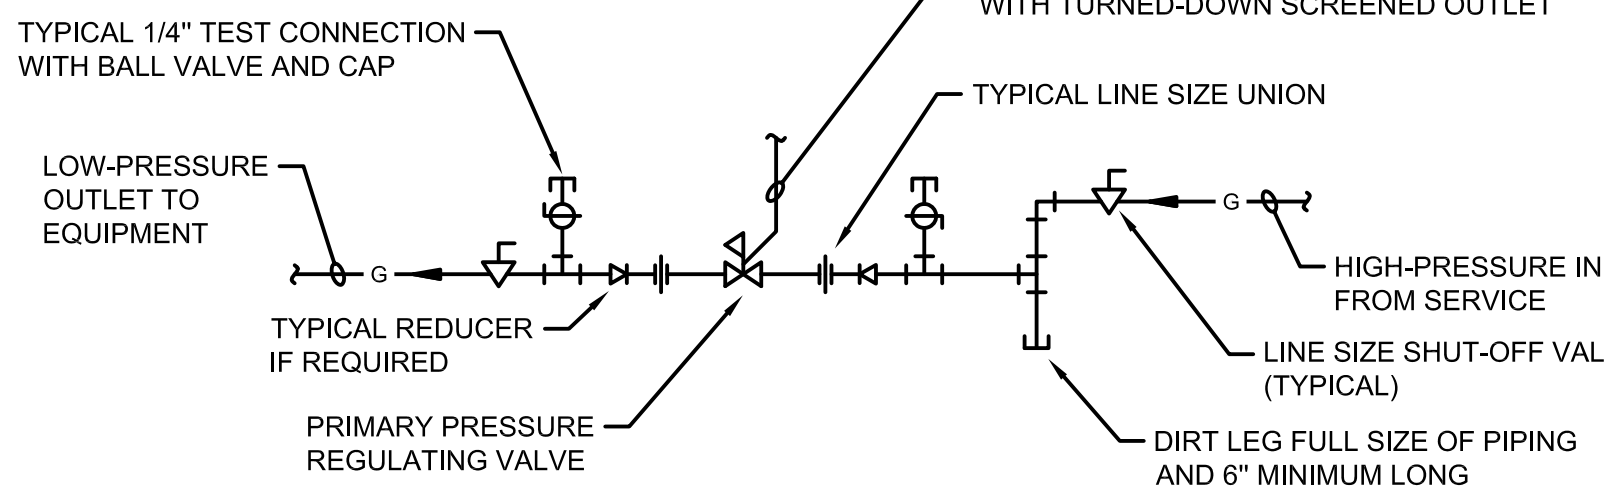 WITH TURNED-DOWN SCREENED OUTLET
TYPICAL 1/4" TEST CONNECTION
WITH BALL VALVE AND CAP
TYPICAL LINE SIZE UNION
LOW-PRESSURE
OUTLET TO
EQUIPMENT
G
G
HIGH-PRESSURE IN
FROM SERVICE
TYPICAL REDUCER
IF REQUIRED
LINE SIZE SHUT-OFF VAL
(TYPICAL)
PRIMARY PRESSURE
REGULATING VALVE
DIRT LEG FULL SIZE OF PIPING
AND 6" MINIMUM LONG